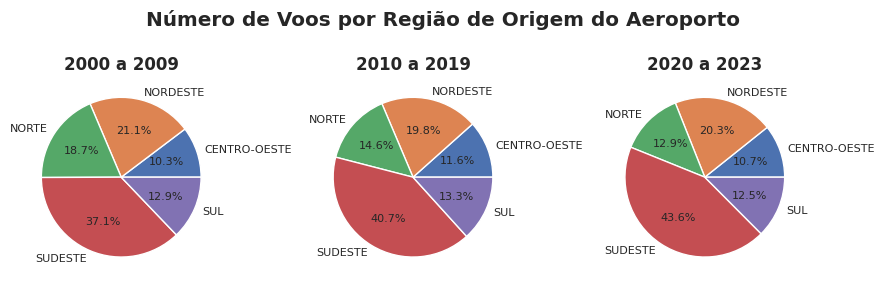 Número de Voos por Região de Origem do Aeroporto
2000 a 2009
NORDESTE
NORTE
CENTRO-OESTE
21.1%
18.7%
10.3%
12.9%
37.1%
SUL
SUDESTE
2010 a 2019
NORDESTE
NORTE
CENTRO-OESTE
19.8%
14.6%
11.6%
13.3%
40.7%
SUL
SUDESTE
2020 a 2023
NORDESTE
NORTE
CENTRO-OESTE
20.3%
12.9%
10.7%
12.5%
43.6%
SUL
SUDESTE